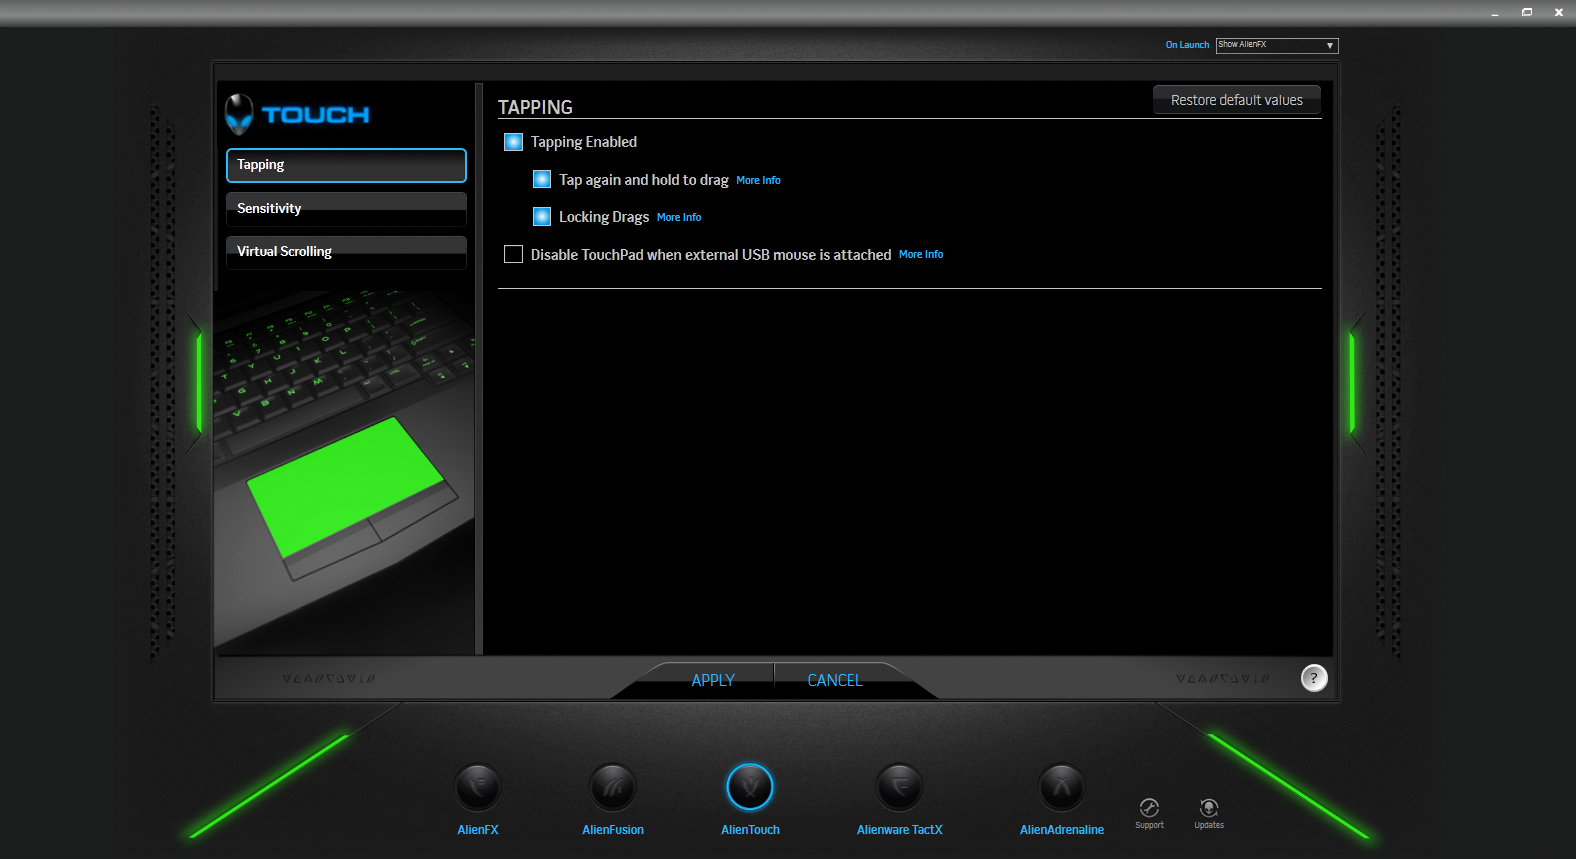 On Launch
Show AlienFX
TOUCH
Tapping
Sensitivity
Virtual Scrolling
TAPPING
Restore default values
Tapping Enabled
Tap again and hold to drag More Info
Locking Drags More Info
Disable TouchPad when external USB mouse is attached More Info
APPLY
CANCEL
?
AlienFX
AlienFusion
AlienTouch
Alienware TactX
AlienAdrenaline
Support
Updates